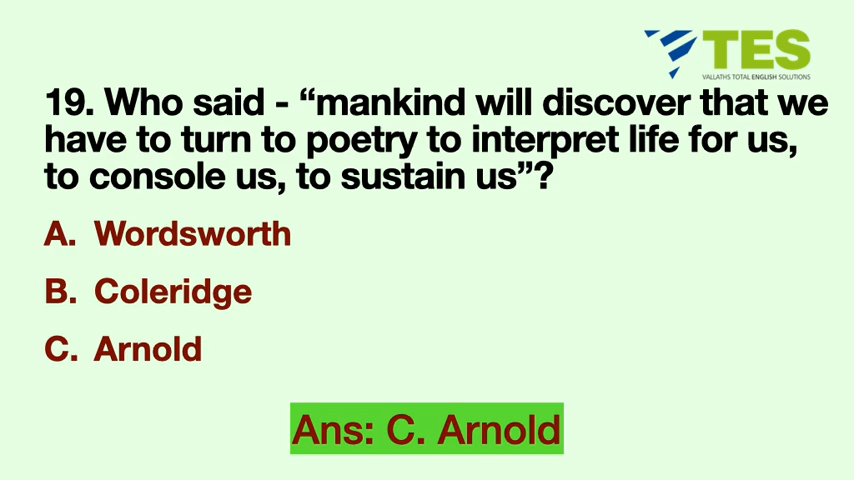 TES
VALLATHS TOTAL ENGLISH SOLUTIONS
19. Who said - “mankind will discover that we
have to turn to poetry to interpret life for us,
to console us, to sustain us”?
A. Wordsworth
B. Coleridge
C. Arnold
Ans: C. Arnold